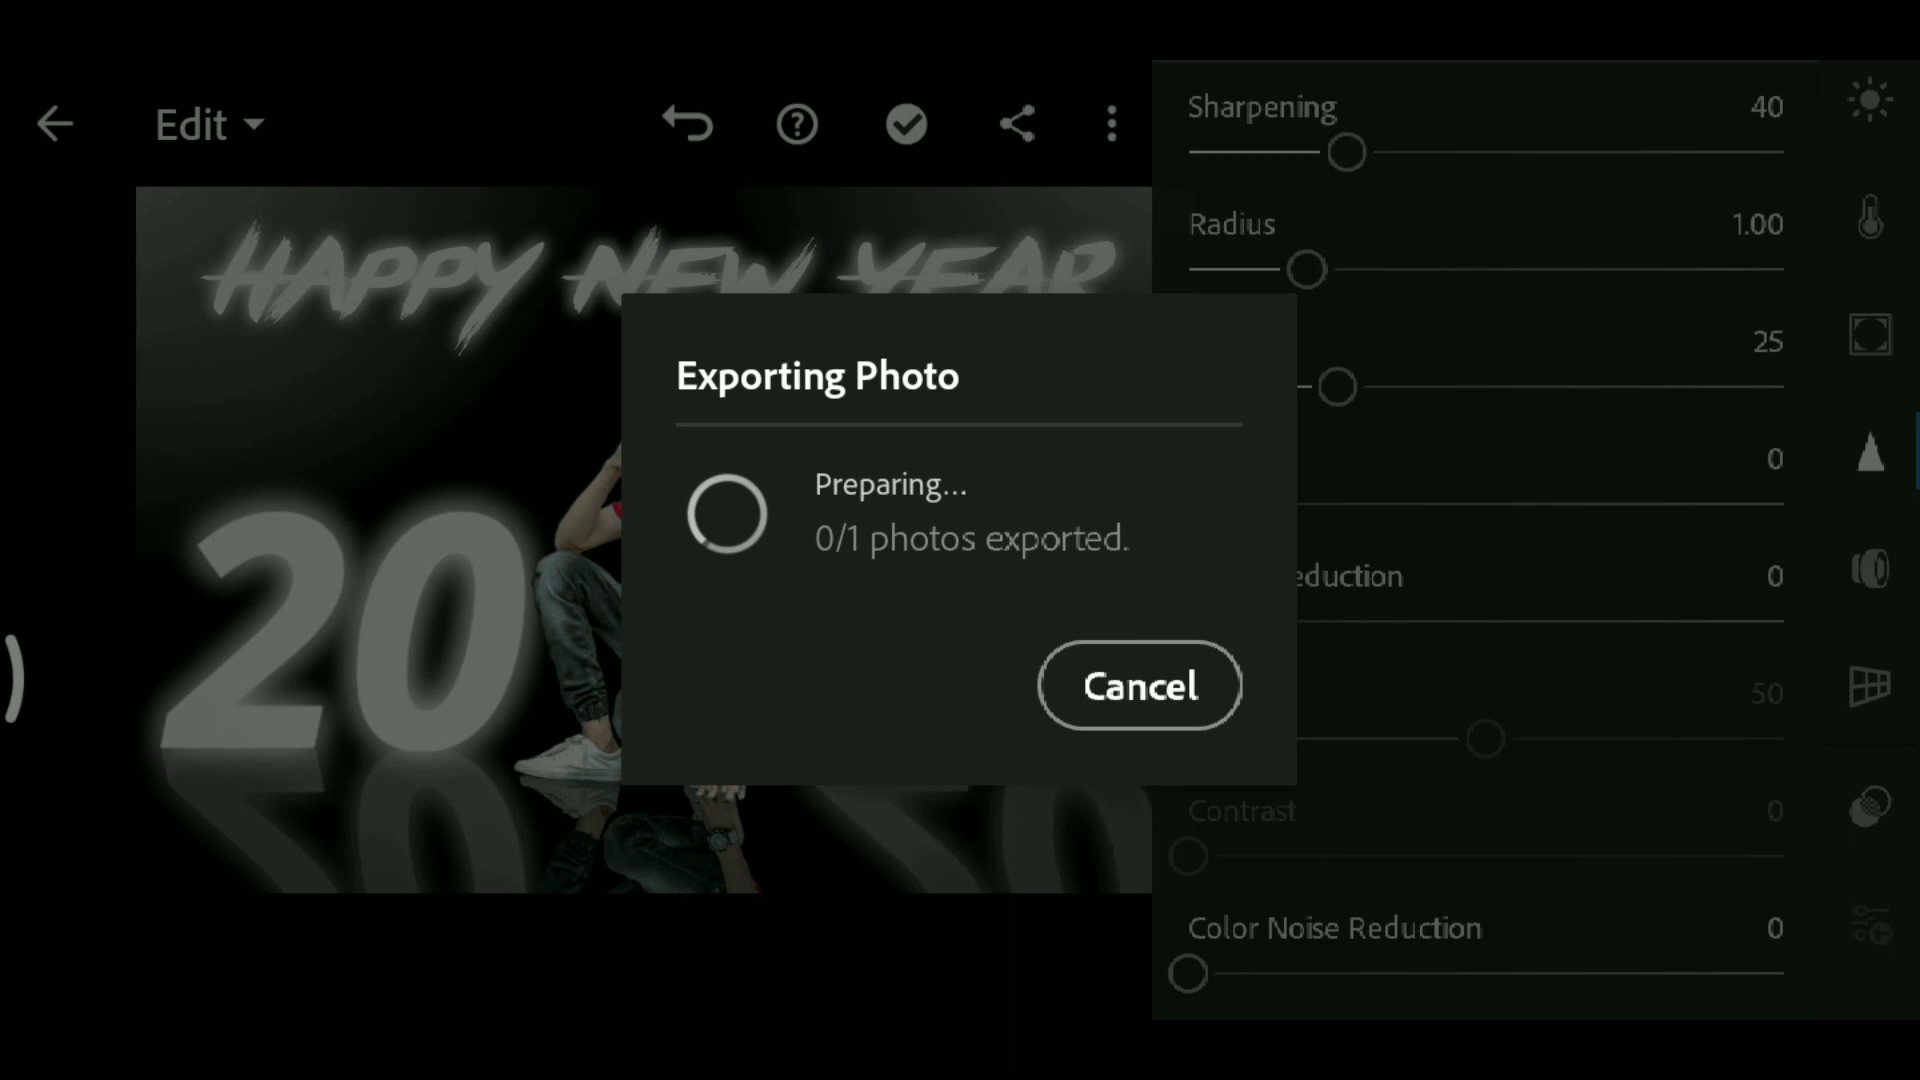 Edit
HAPPY NEW YEAR
20 20
Sharpening 40
Radius 1.00
25
0
eduction 0
50
Contrast 0
Color Noise Reduction 0
Exporting Photo
Preparing...
0/1 photos exported.
Cancel